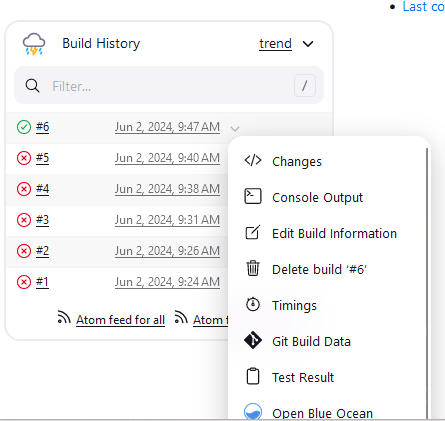 Last co
Build History trend
Filter... /
#6 Jun 2, 2024, 9:47 AM
#5 Jun 2, 2024, 9:40 AM
#4 Jun 2, 2024, 9:38 AM
#3 Jun 2, 2024, 9:31 AM
#2 Jun 2, 2024, 9:26 AM
#1 Jun 2, 2024, 9:24 AM
Atom feed for all Atom f
Changes
Console Output
Edit Build Information
Delete build ‘#6’
Timings
Git Build Data
Test Result
Open Blue Ocean